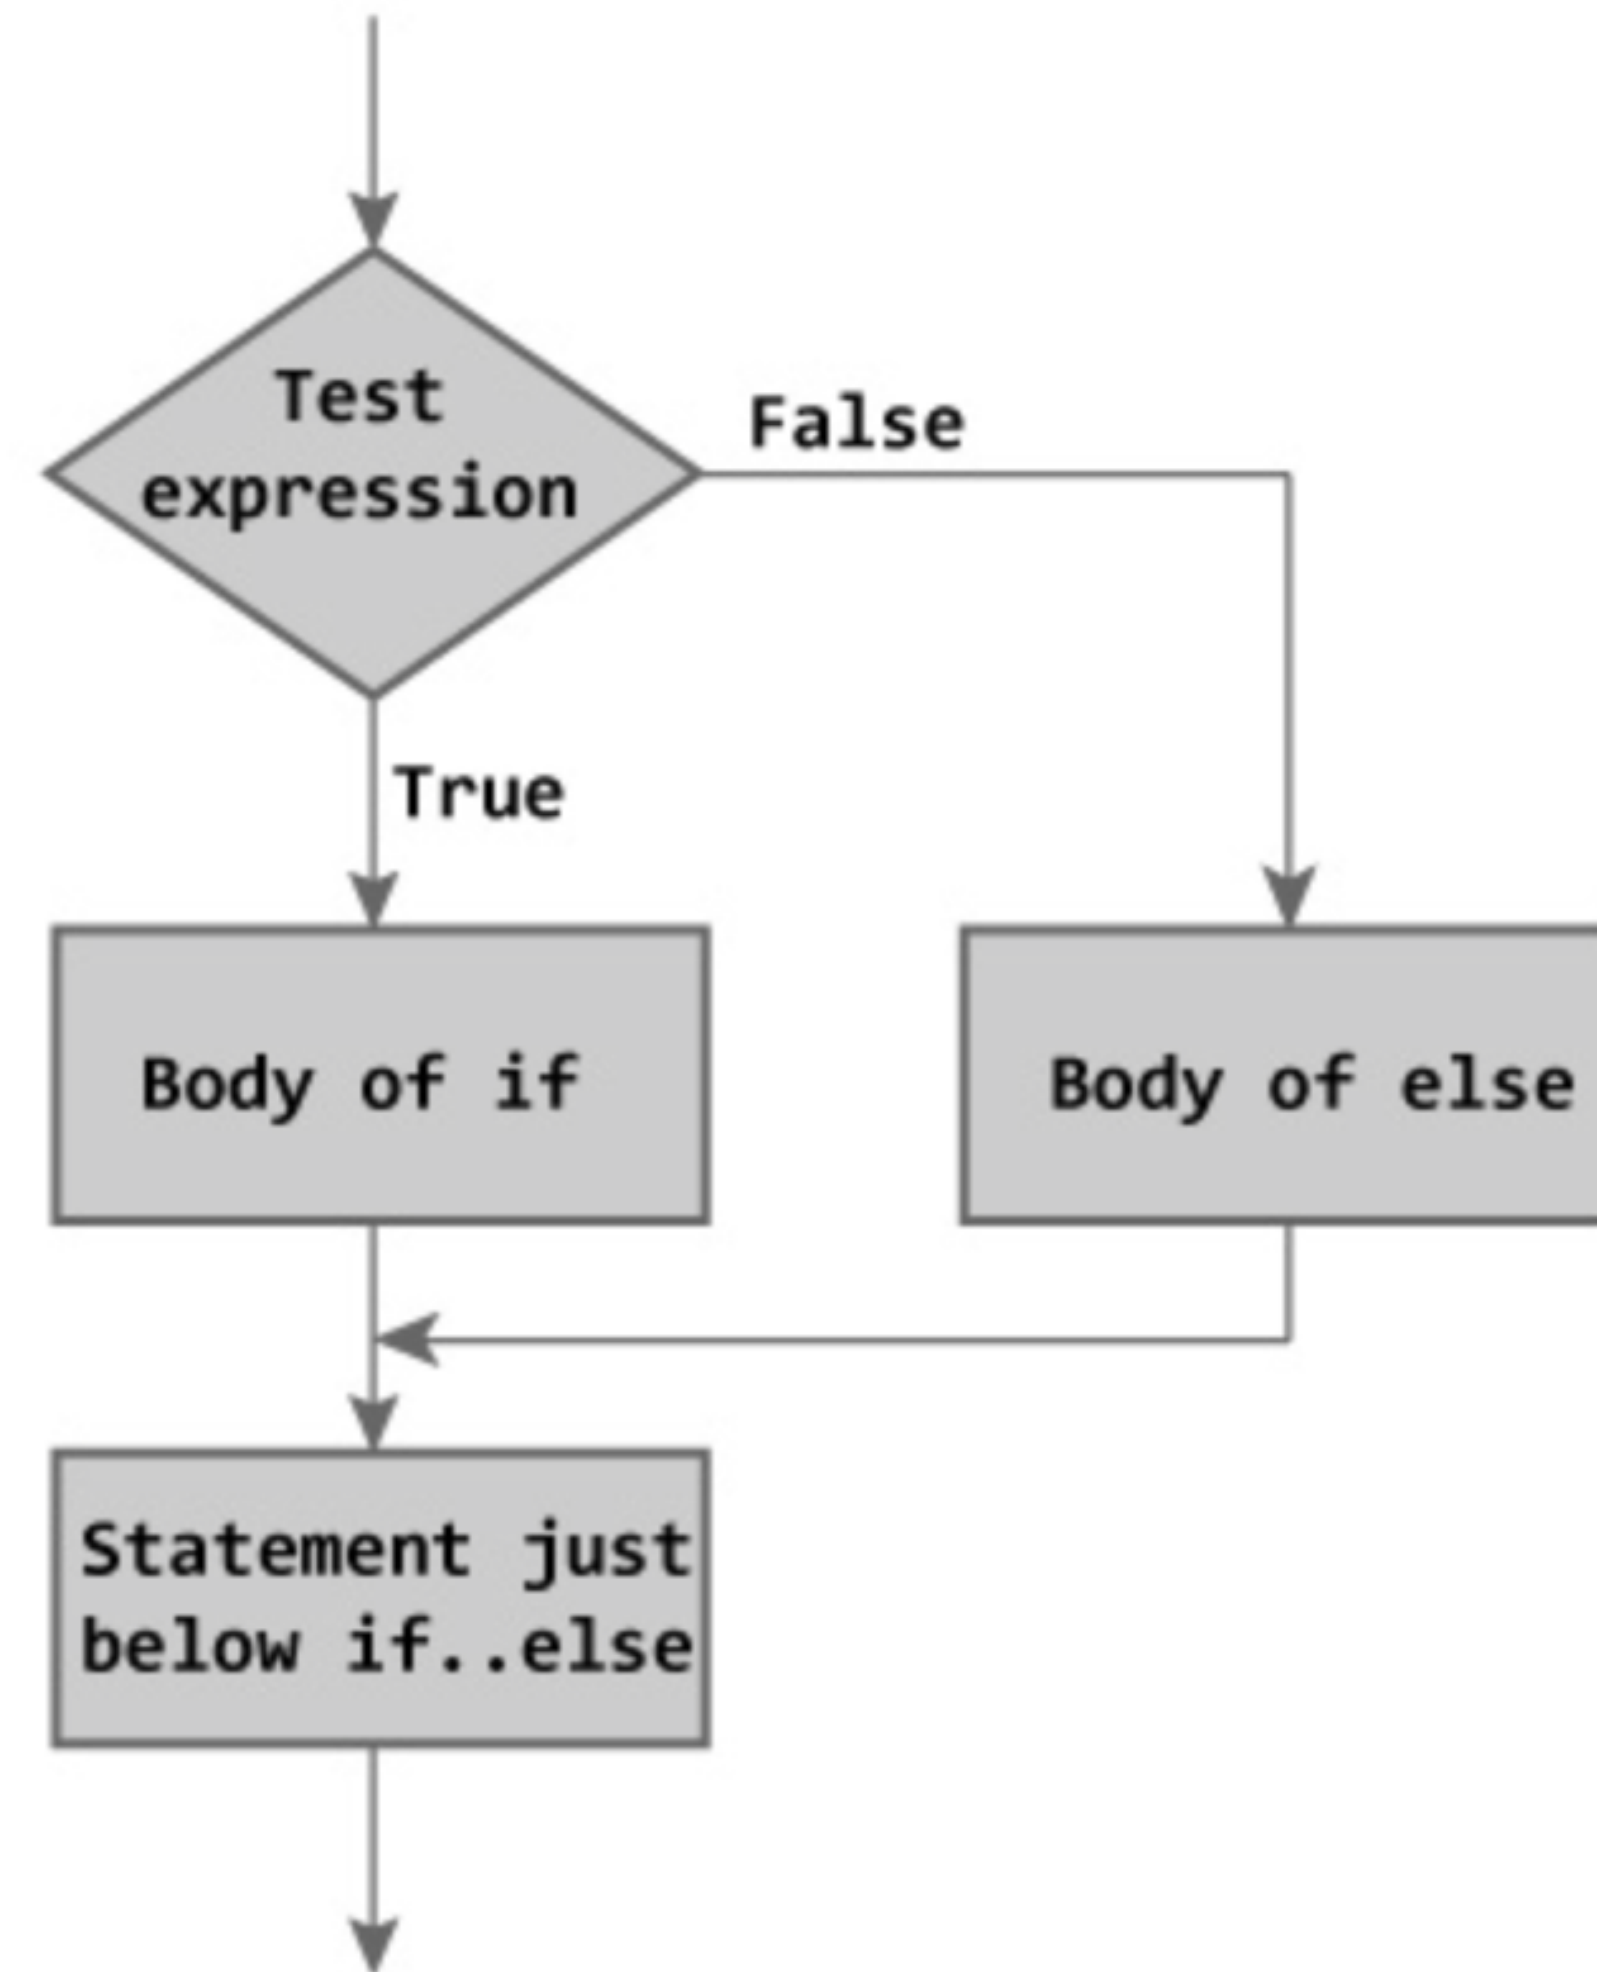 Test
expression
False
True
Body of if
Body of else
Statement just
below if..else